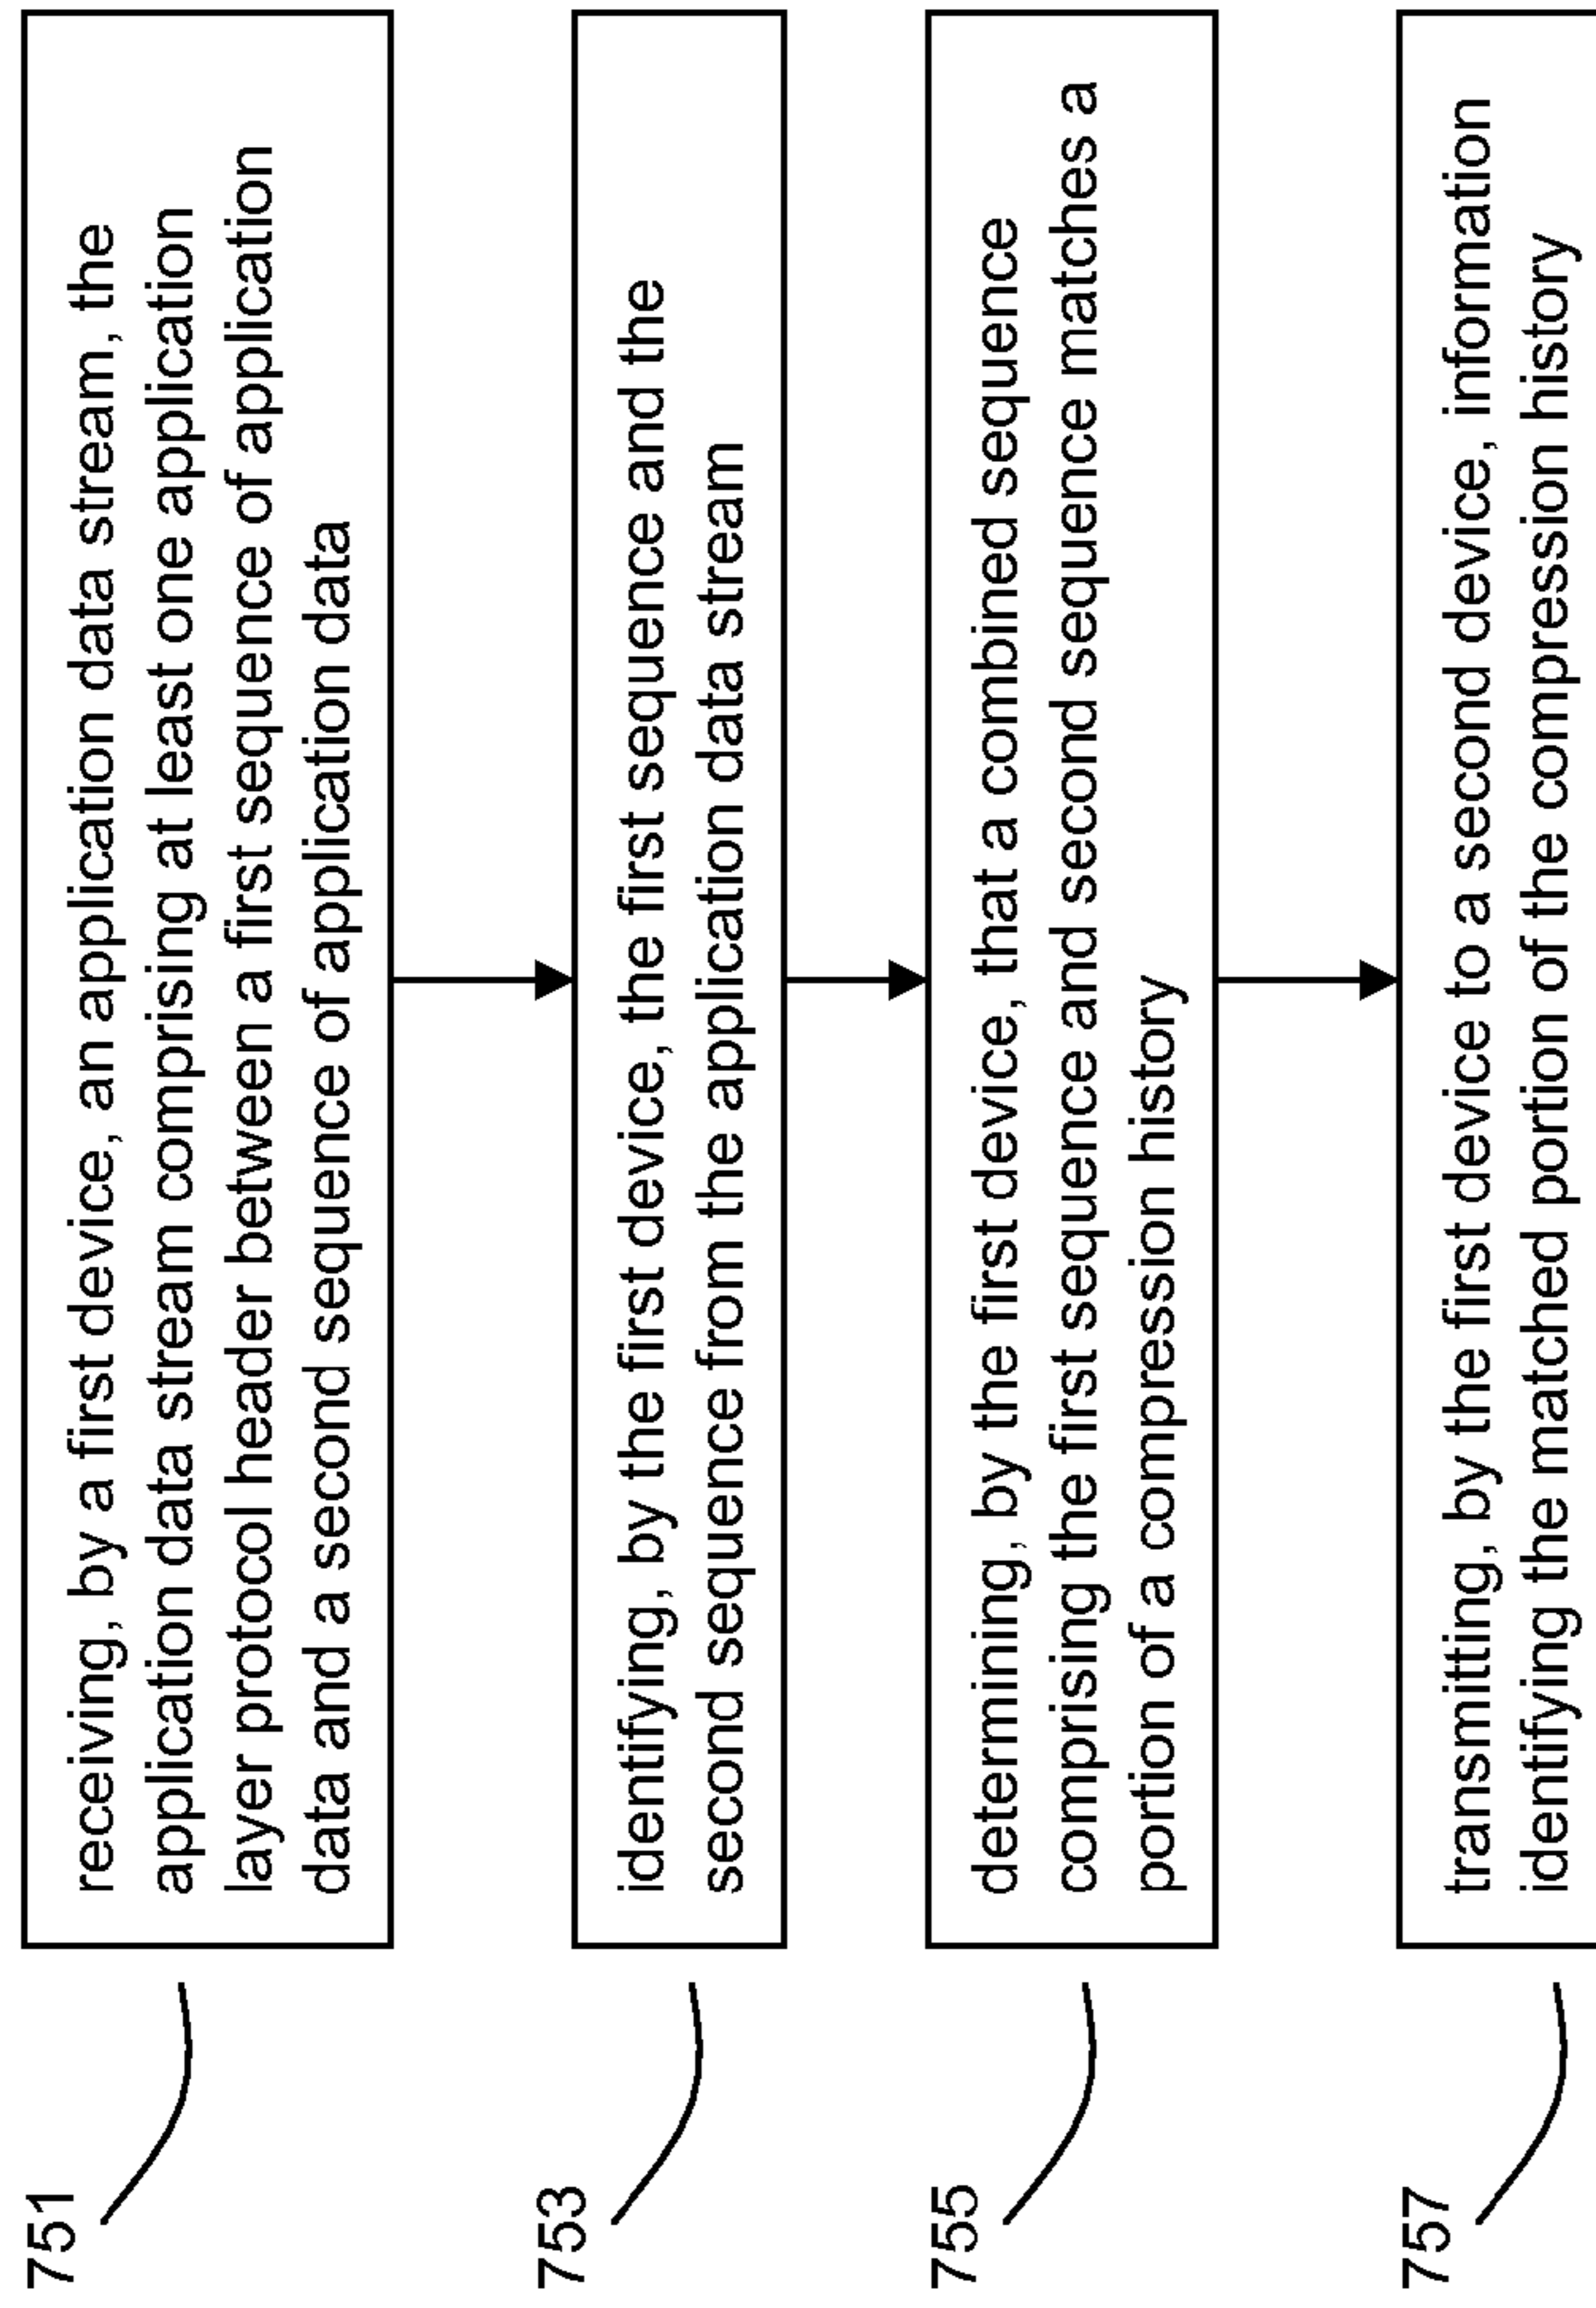 751
receiving, by a first device, an application data stream, the
application data stream comprising at least one application
layer protocol header between a first sequence of application
data and a second sequence of application data
753
identifying, by the first device, the first sequence and the
second sequence from the application data stream
755
determining, by the first device, that a combined sequence
comprising the first sequence and second sequence matches a
portion of a compression history
757
transmitting, by the first device to a second device, information
identifying the matched portion of the compression history